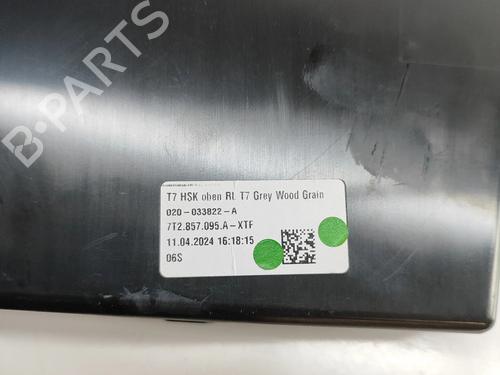 B-PARTS
T7 HSK oben RL T7 Grey Wood Grain
020-033822-A
7T2.857.095.A-XTF
11.04.2024 16:18:15
06S